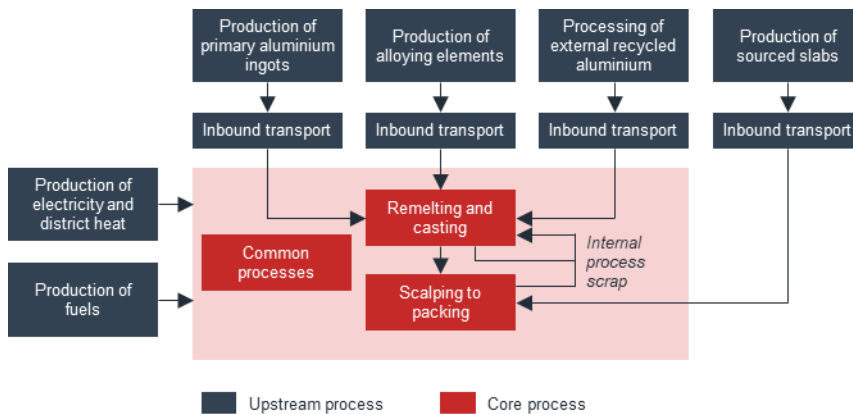 Production of
primary aluminium
ingots
Production of
alloying elements
Processing of
external recycled
aluminium
Production of
sourced slabs
Inbound transport
Inbound transport
Inbound transport
Inbound transport
Production of
electricity and
district heat
Remelting and
casting
Common
processes
Internal
process
scrap
Production of
fuels
Scalping to
packing
Upstream process
Core process